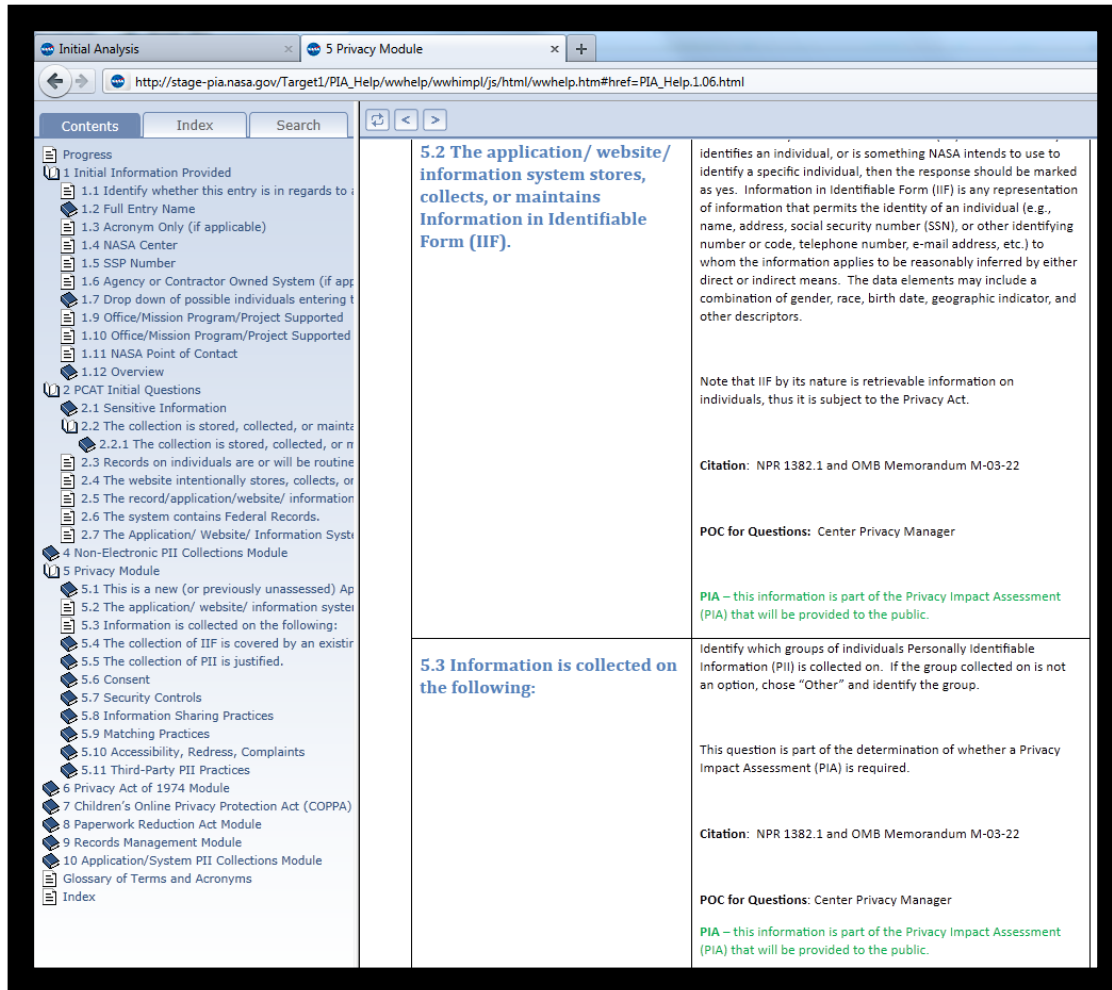 Initial Analysis
5 Privacy Module
http://stage-pia.nasa.gov/Target1/PIA_Help/wwhelp/wwhimpl/js/html/wwhelp.htm#href=PIA_Help.1.06.html
Contents
Index
Search
Progress
1 Initial Information Provided
1.1 Identify whether this entry is in regards to a
1.2 Full Entry Name
1.3 Acronym Only (if applicable)
1.4 NASA Center
1.5 SSP Number
1.6 Agency or Contractor Owned System (if app
1.7 Drop down of possible individuals entering t
1.9 Office/Mission Program/Project Supported
1.10 Office/Mission Program/Project Supported
1.11 NASA Point of Contact
1.12 Overview
2 PCAT Initial Questions
2.1 Sensitive Information
2.2 The collection is stored, collected, or mainta
2.2.1 The collection is stored, collected, or m
2.3 Records on individuals are or will be routine
2.4 The website intentionally stores, collects, or
2.5 The record/application/website/ information
2.6 The system contains Federal Records.
2.7 The Application/ Website/ Information Syste
4 Non-Electronic PII Collections Module
5 Privacy Module
5.1 This is a new (or previously unassessed) Ap
5.2 The application/ website/ information system
5.3 Information is collected on the following:
5.4 The collection of IIF is covered by an existin
5.5 The collection of PII is justified.
5.6 Consent
5.7 Security Controls
5.8 Information Sharing Practices
5.9 Matching Practices
5.10 Accessibility, Redress, Complaints
5.11 Third-Party PII Practices
6 Privacy Act of 1974 Module
7 Children's Online Privacy Protection Act (COPPA)
8 Paperwork Reduction Act Module
9 Records Management Module
10 Application/System PII Collections Module
Glossary of Terms and Acronyms
Index
5.2 The application/ website/
information system stores,
collects, or maintains
Information in Identifiable
Form (IIF).
identifies an individual, or is something NASA intends to use to
identify a specific individual, then the response should be marked
as yes. Information in Identifiable Form (IIF) is any representation
of information that permits the identity of an individual (e.g.,
name, address, social security number (SSN), or other identifying
number or code, telephone number, e-mail address, etc.) to
whom the information applies to be reasonably inferred by either
direct or indirect means. The data elements may include a
combination of gender, race, birth date, geographic indicator, and
other descriptors.
Note that IIF by its nature is retrievable information on
individuals, thus it is subject to the Privacy Act.
Citation: NPR 1382.1 and OMB Memorandum M-03-22
POC for Questions: Center Privacy Manager
PIA – this information is part of the Privacy Impact Assessment
(PIA) that will be provided to the public.
5.3 Information is collected on
the following:
Identify which groups of individuals Personally Identifiable
Information (PII) is collected on. If the group collected on is not
an option, chose “Other” and identify the group.
This question is part of the determination of whether a Privacy
Impact Assessment (PIA) is required.
Citation: NPR 1382.1 and OMB Memorandum M-03-22
POC for Questions: Center Privacy Manager
PIA – this information is part of the Privacy Impact Assessment
(PIA) that will be provided to the public.